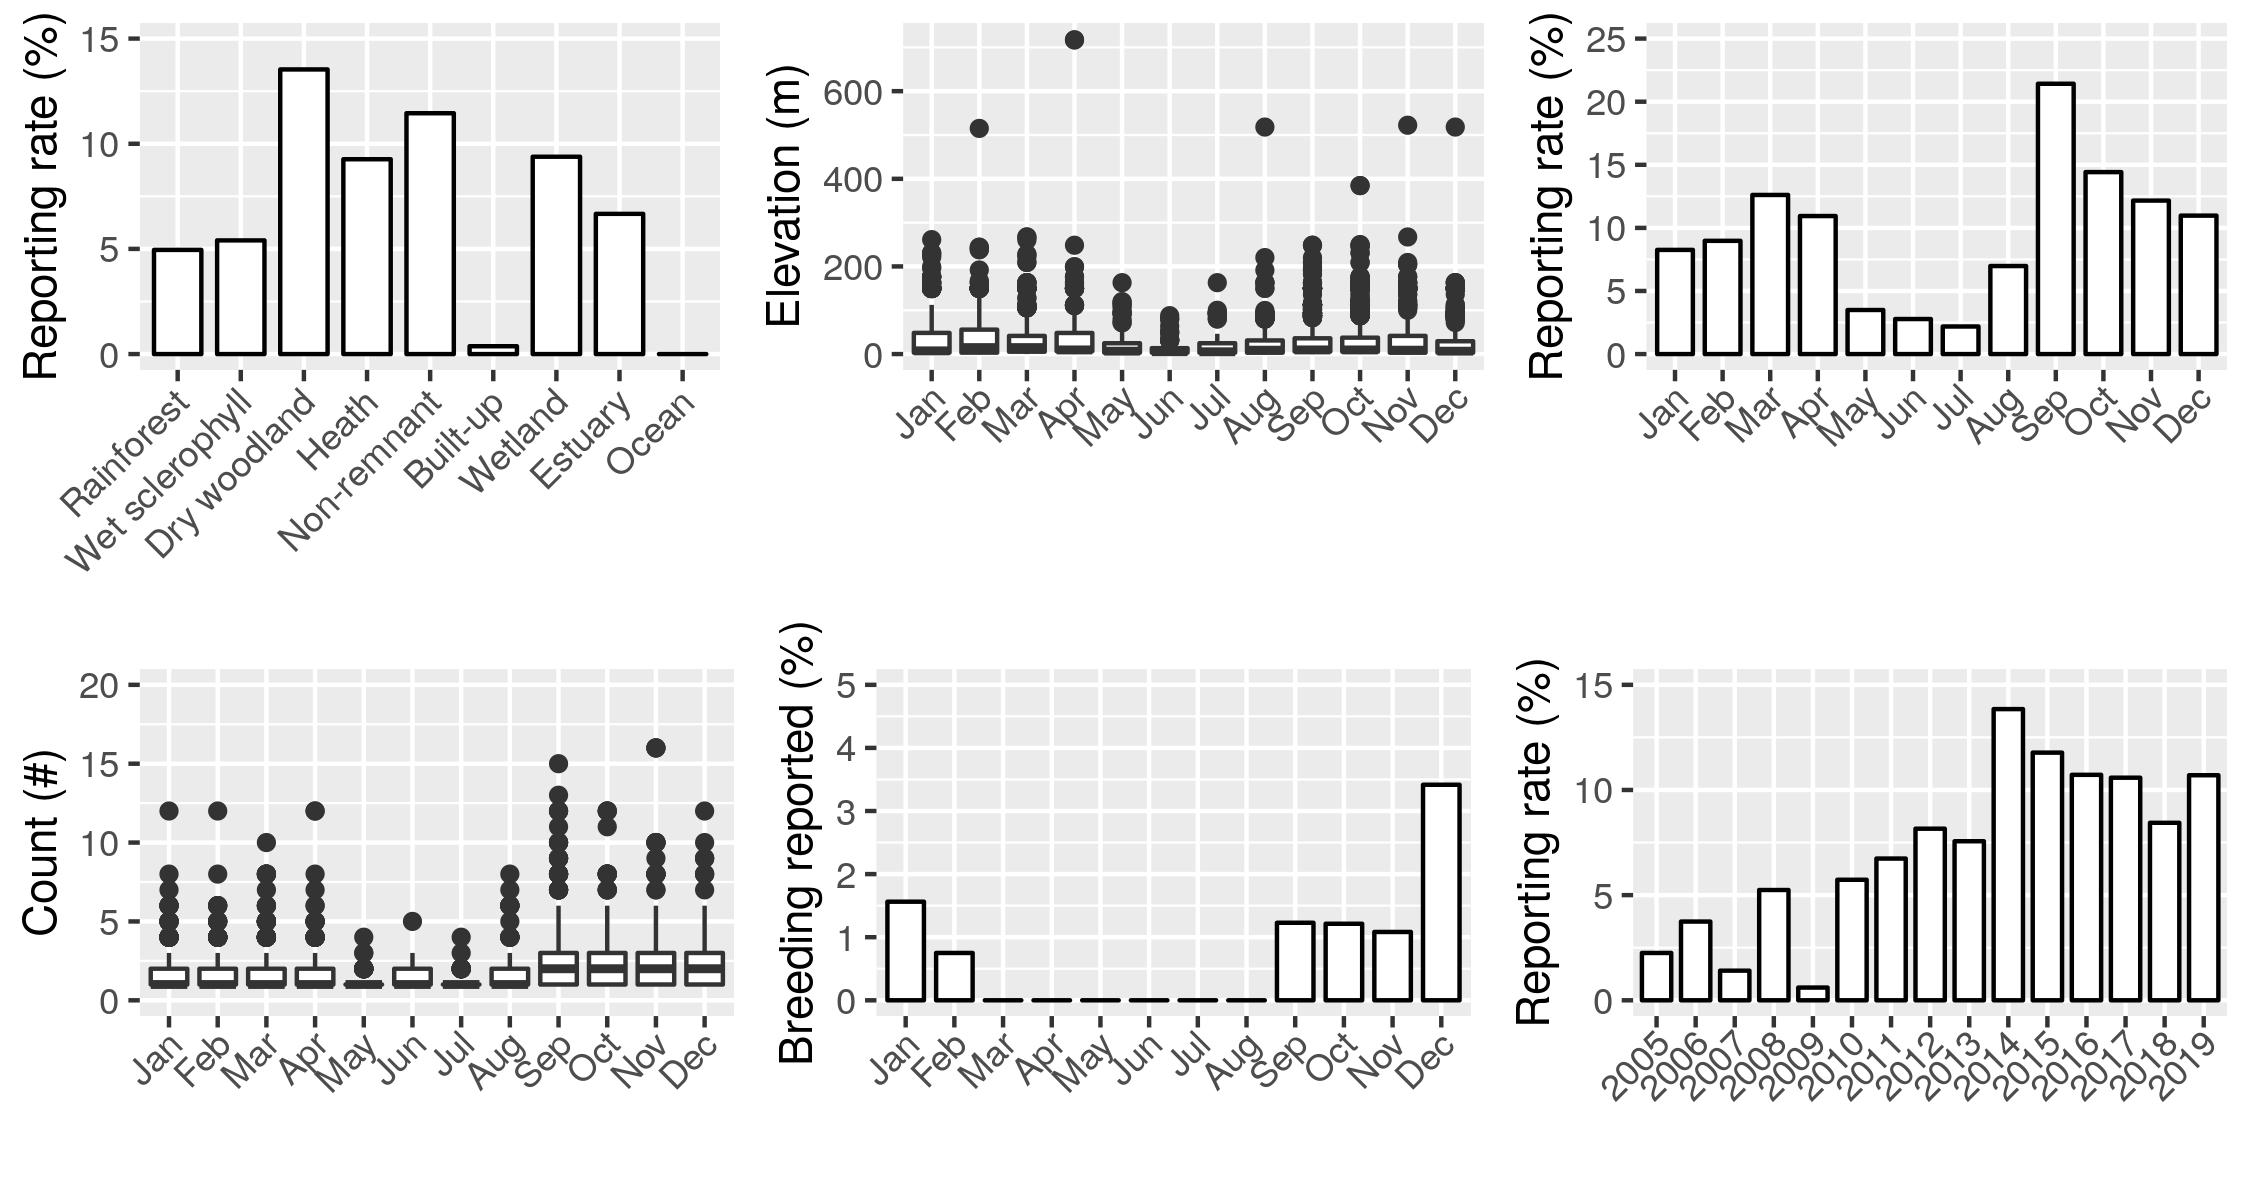 Reporting rate (%)
15
10
5
0
Rainforest
Wet sclerophyll
Dry woodland
Heath
Non-remnant
Built-up
Wetland
Estuary
Ocean
Elevation (m)
600
400
200
0
Jan
Feb
Mar
Apr
May
Jun
Jul
Aug
Sep
Oct
Nov
Dec
Reporting rate (%)
25
20
15
10
5
0
Jan
Feb
Mar
Apr
May
Jun
Jul
Aug
Sep
Oct
Nov
Dec
Count (#)
20
15
10
5
0
Jan
Feb
Mar
Apr
May
Jun
Jul
Aug
Sep
Oct
Nov
Dec
Breeding reported (%)
5
4
3
2
1
0
Jan
Feb
Mar
Apr
May
Jun
Jul
Aug
Sep
Oct
Nov
Dec
Reporting rate (%)
15
10
5
0
2005
2006
2007
2008
2009
2010
2011
2012
2013
2014
2015
2016
2017
2018
2019